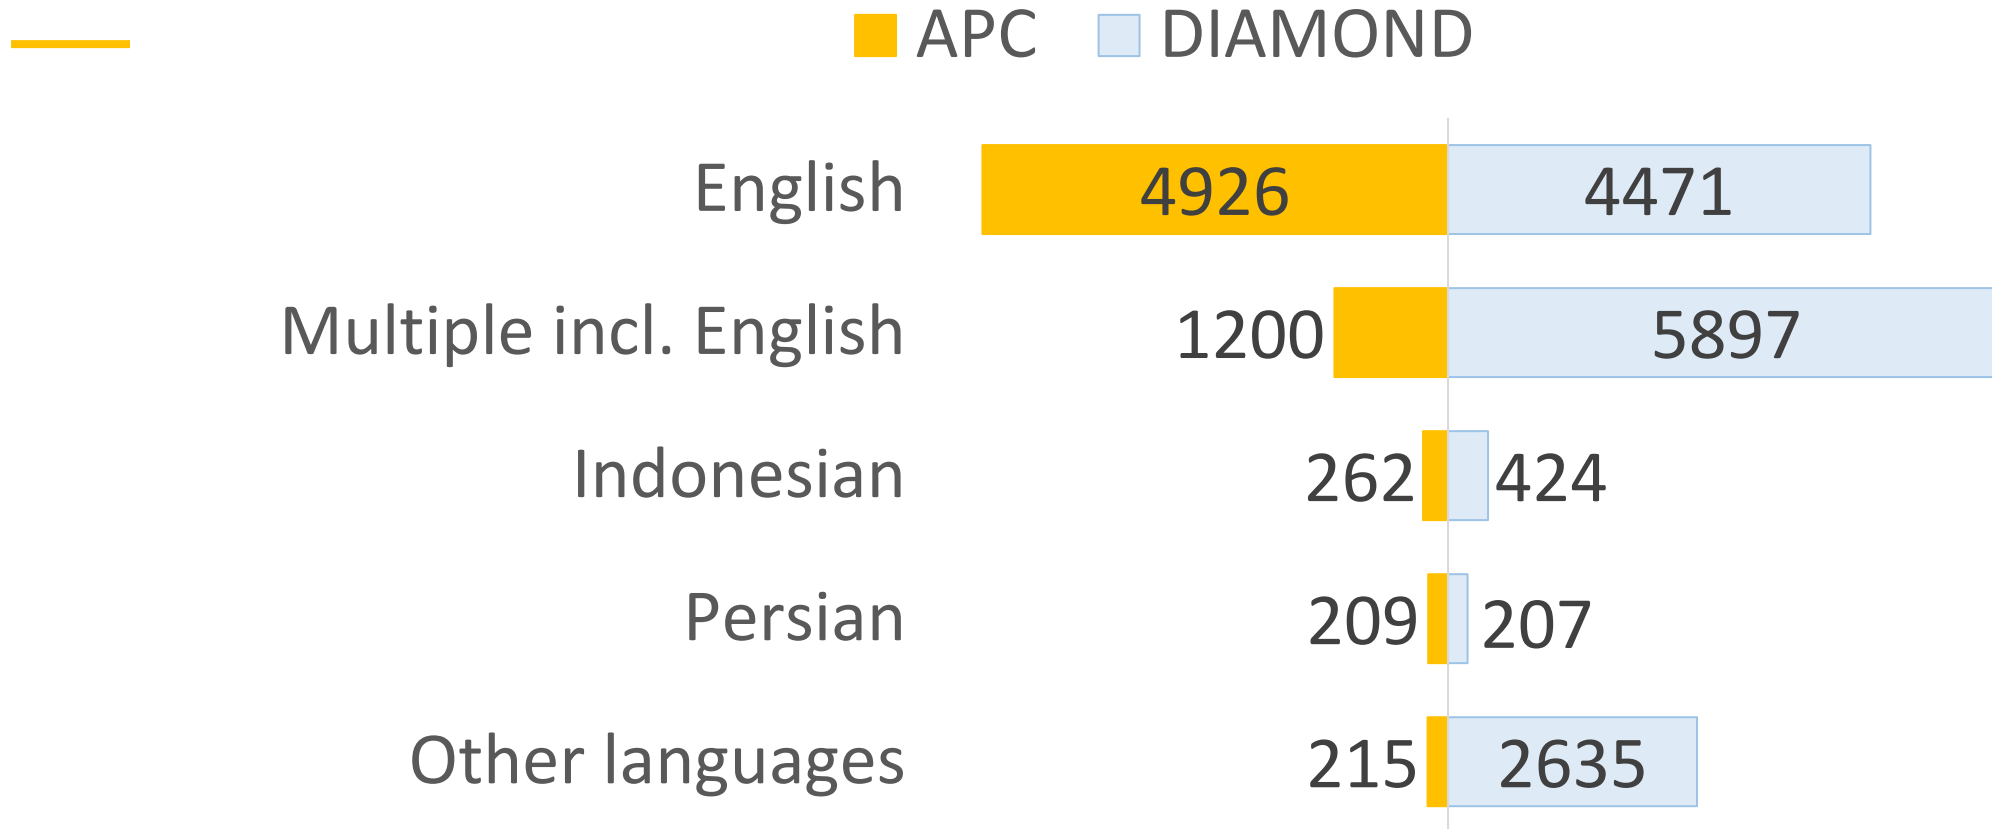 APC DIAMOND
English 4926 4471
Multiple incl. English 1200 5897
Indonesian 262 424
Persian 209 207
Other languages 215 2635